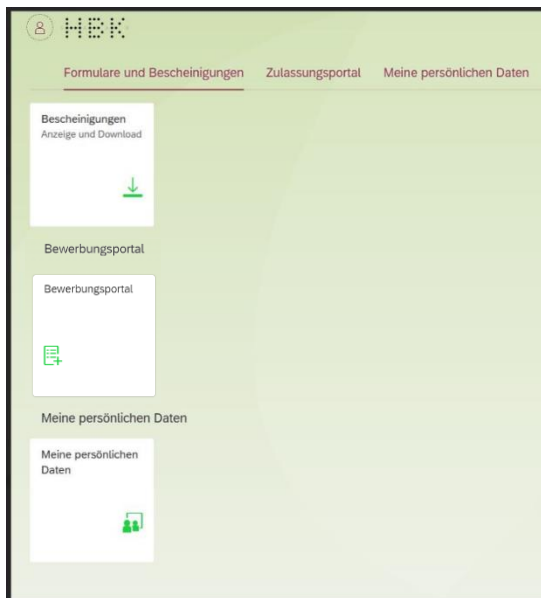 HBK
Formulare und Bescheinigungen Zulassungsportal Meine persönlichen Daten
Bescheinigungen
Anzeige und Download
Bewerbungsportal
Bewerbungsportal
Meine persönlichen Daten
Meine persönlichen
Daten